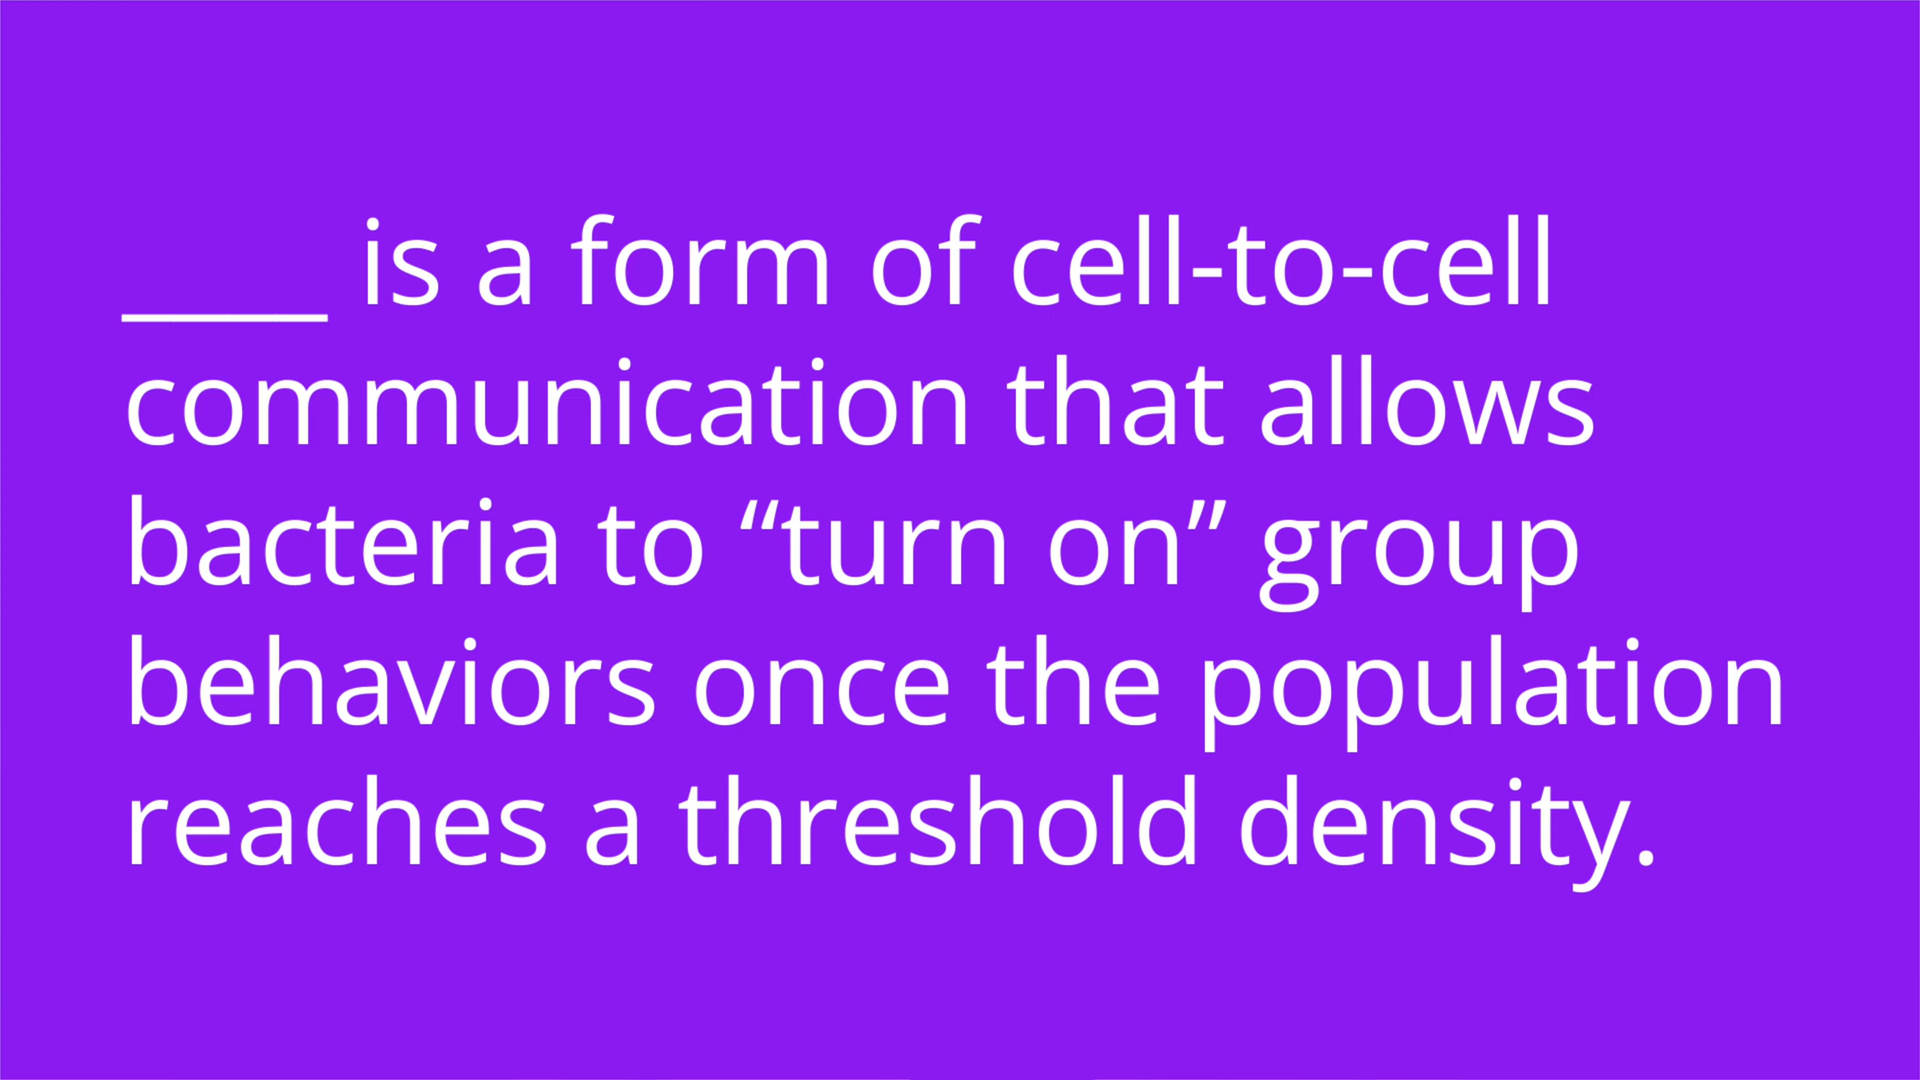 ____ is a form of cell-to-cell
communication that allows
bacteria to “turn on” group
behaviors once the population
reaches a threshold density.